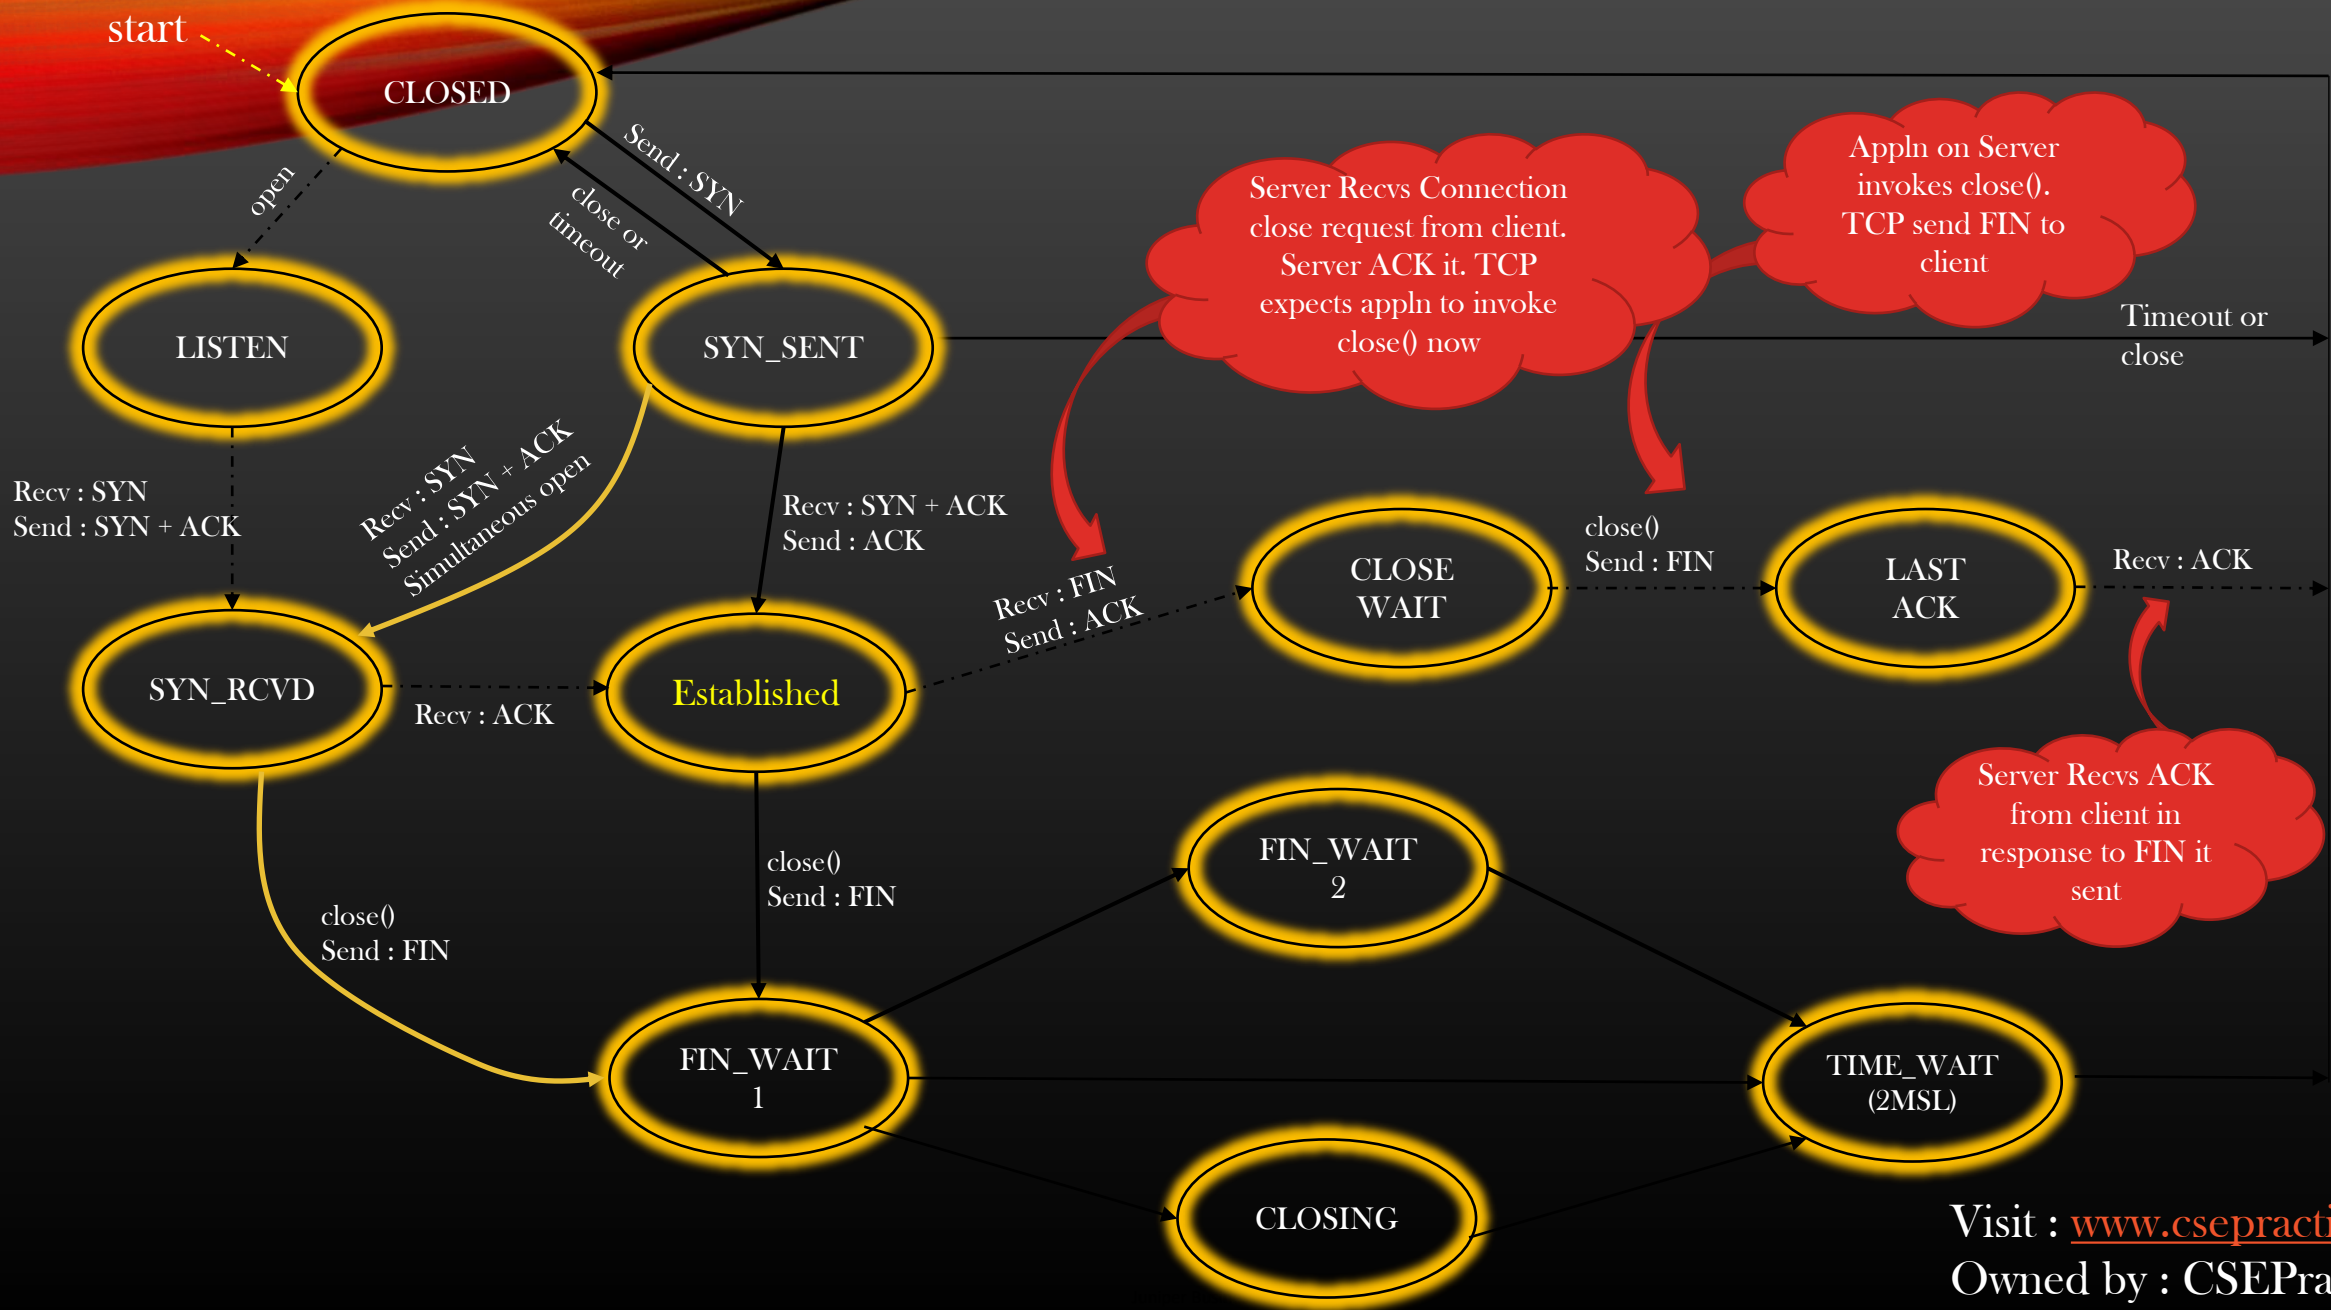 start
CLOSED
open
Send : SYN
close or
timeout
Server Recvs Connection
close request from client.
Server ACK it. TCP
expects appln to invoke
close() now
Appln on Server
invokes close().
TCP send FIN to
client
Timeout or
close
LISTEN
SYN_SENT
Recv : SYN
Send : SYN + ACK
Recv : SYN
Send : SYN + ACK
Simultaneous open
Recv : SYN + ACK
Send : ACK
Recv : FIN
Send : ACK
CLOSE
WAIT
close()
Send : FIN
LAST
ACK
Recv : ACK
SYN_RCVD
Recv : ACK
Established
Server Recvs ACK
from client in
response to FIN it
sent
close()
Send : FIN
close()
Send : FIN
FIN_WAIT
2
FIN_WAIT
1
TIME_WAIT
(2MSL)
CLOSING
Visit : www.csepracti
Owned by : CSEPra